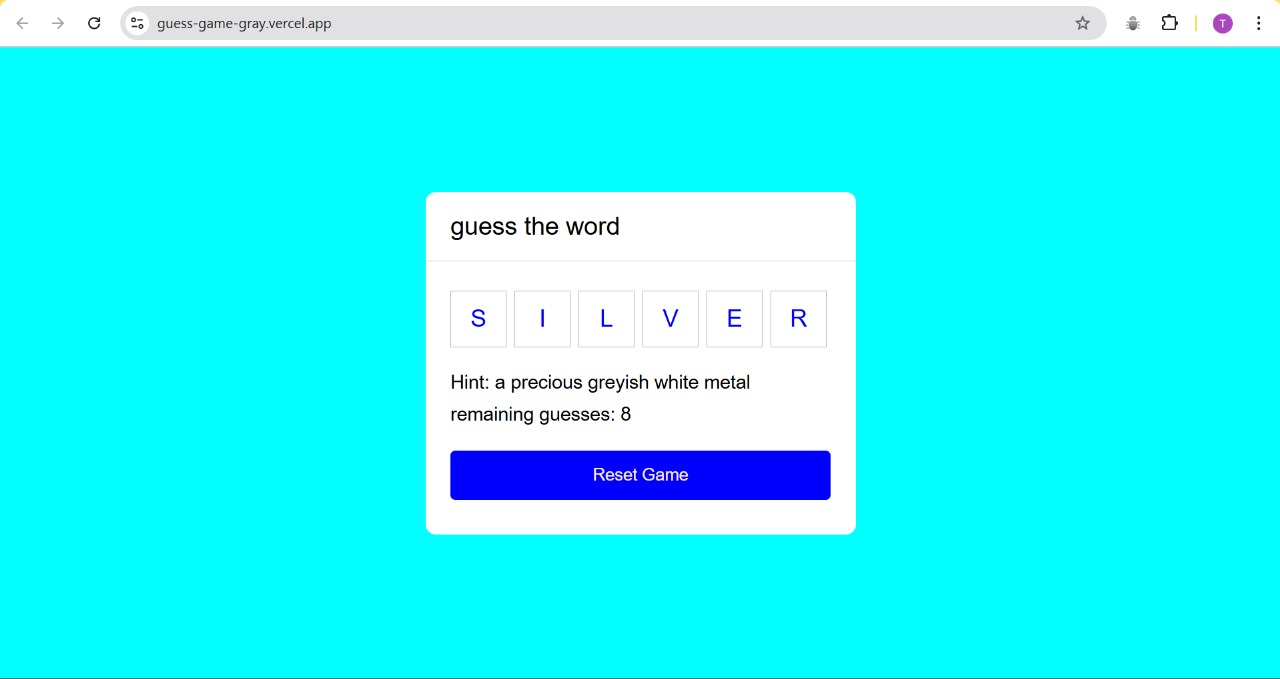 guess-game-gray.vercel.app
T
guess the word
S I L V E R
Hint: a precious greyish white metal
remaining guesses: 8
Reset Game